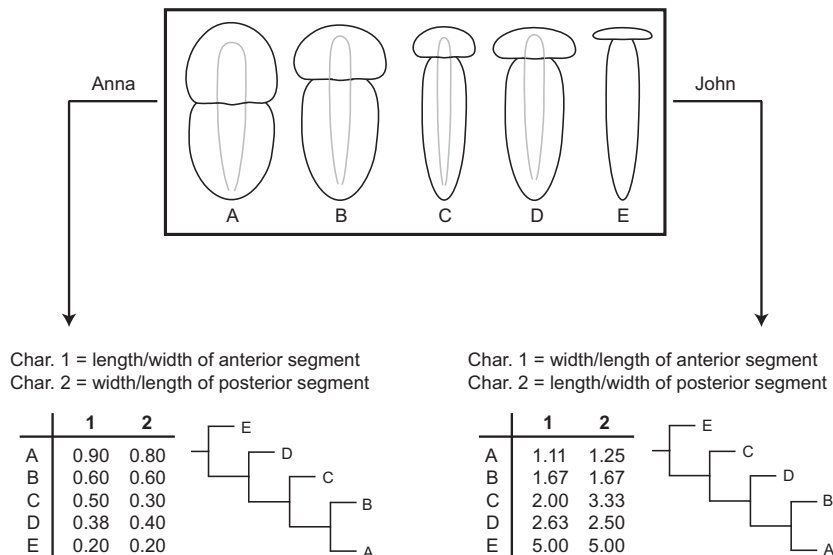 Anna
John
A B C D E
Char. 1 = length/width of anterior segment
Char. 2 = width/length of posterior segment
1 2
A 0.90 0.80
B 0.60 0.60
C 0.50 0.30
D 0.38 0.40
E 0.20 0.20
E
D
C
B
A
Char. 1 = width/length of anterior segment
Char. 2 = length/width of posterior segment
1 2
A 1.11 1.25
B 1.67 1.67
C 2.00 3.33
D 2.63 2.50
E 5.00 5.00
E
C
D
B
A